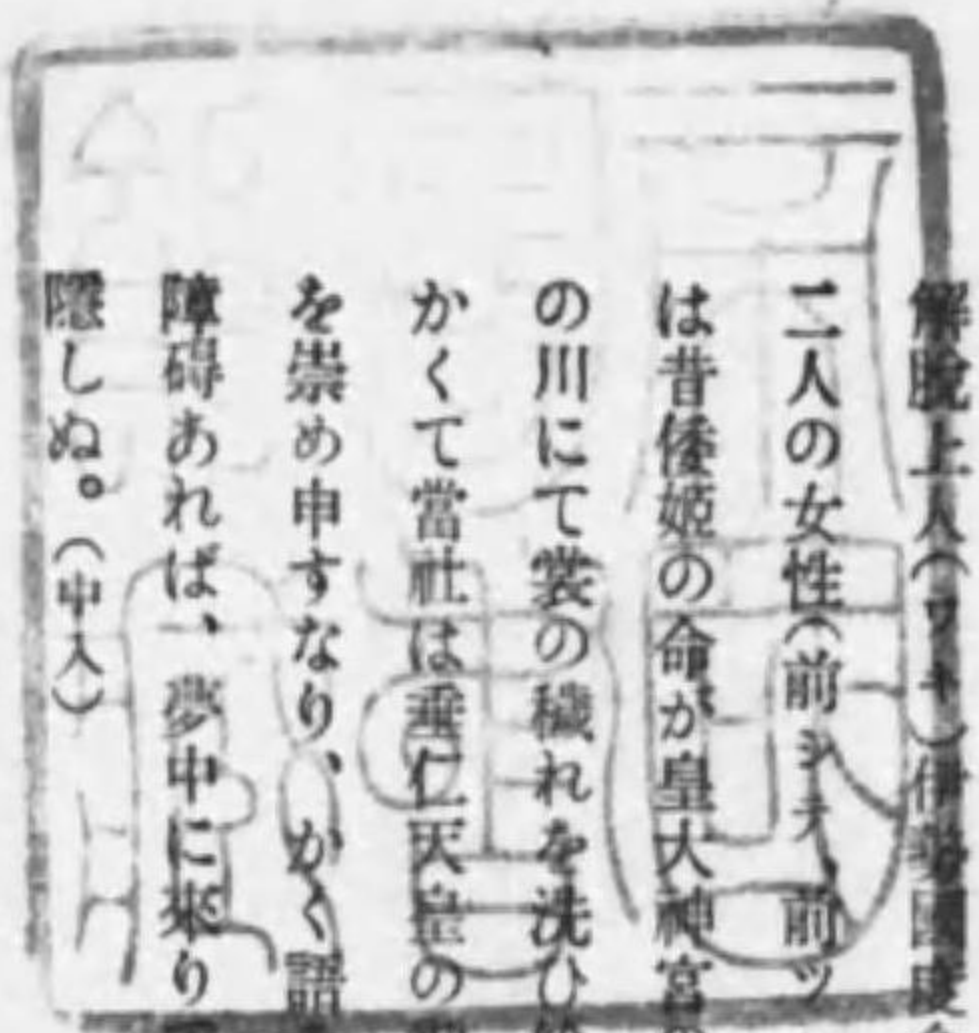 解脱上人(ワキ)伊勢國度
二人の女性(前シテ、前ツ
は昔倭姫の命が皇大神宮
の川にて裳の穢れを洗ひ
かくて當社は垂仁天皇の
を崇め申すなり、かく語
障碍あれば、夢中に來り
隱しぬ。(中入)